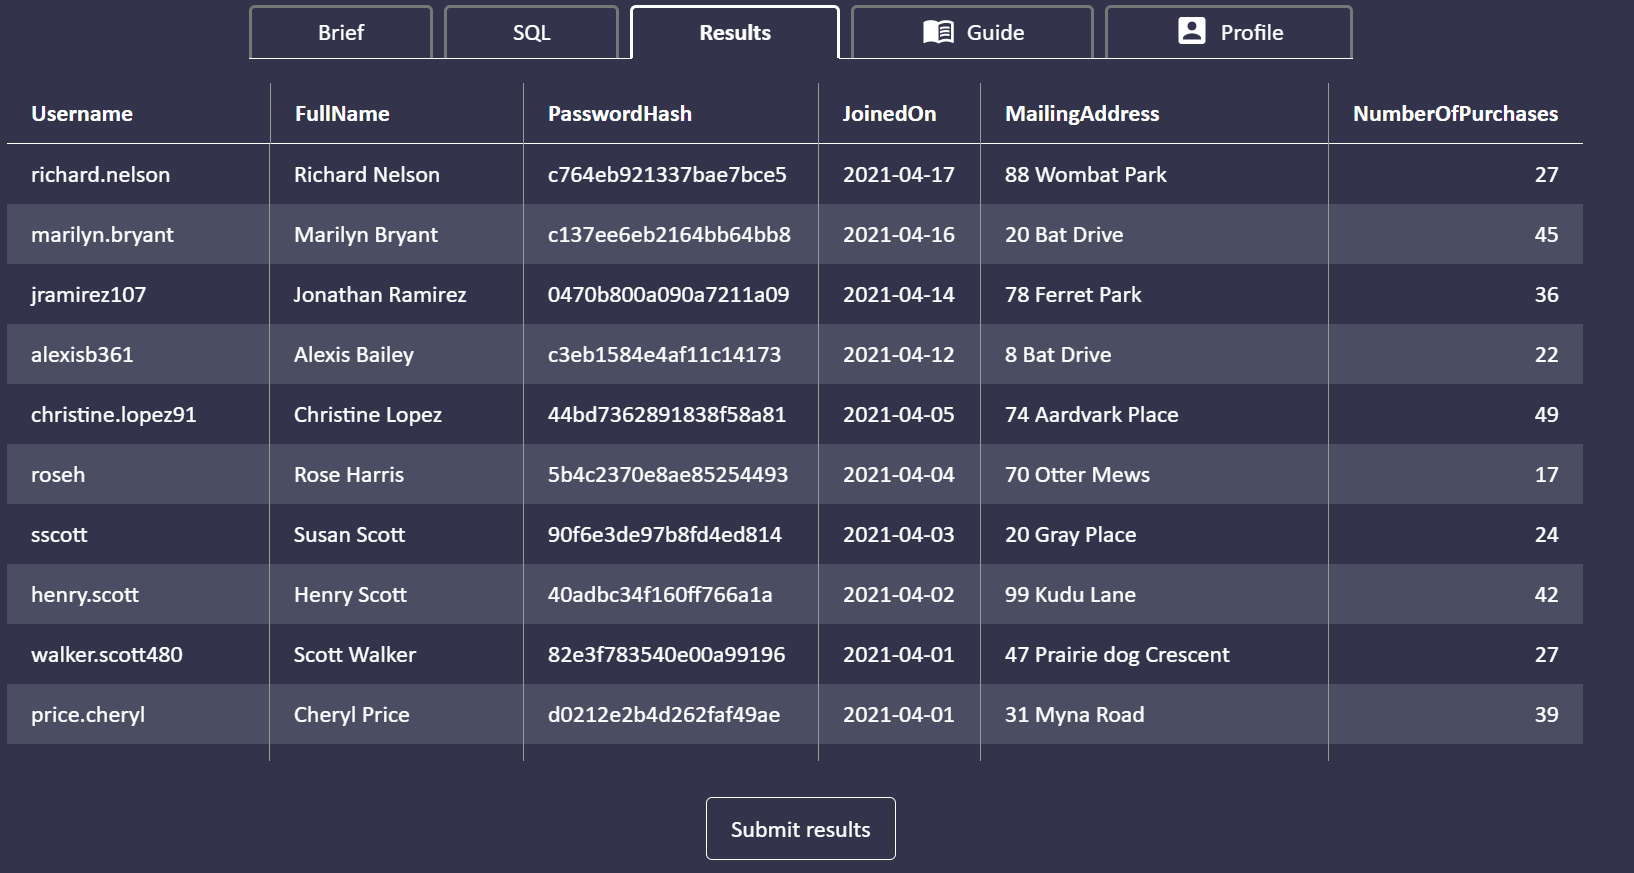 Brief SQL Results Guide Profile
Username FullName PasswordHash JoinedOn MailingAddress NumberOfPurchases
richard.nelson Richard Nelson c764eb921337bae7bce5 2021-04-17 88 Wombat Park 27
marilyn.bryant Marilyn Bryant c137ee6eb2164bb64bb8 2021-04-16 20 Bat Drive 45
jramirez107 Jonathan Ramirez 0470b800a090a7211a09 2021-04-14 78 Ferret Park 36
alexisb361 Alexis Bailey c3eb1584e4af11c14173 2021-04-12 8 Bat Drive 22
christine.lopez91 Christine Lopez 44bd7362891838f58a81 2021-04-05 74 Aardvark Place 49
roseh Rose Harris 5b4c2370e8ae85254493 2021-04-04 70 Otter Mews 17
sscott Susan Scott 90f6e3de97b8fd4ed814 2021-04-03 20 Gray Place 24
henry.scott Henry Scott 40adbc34f160ff766a1a 2021-04-02 99 Kudu Lane 42
walker.scott480 Scott Walker 82e3f783540e00a99196 2021-04-01 47 Prairie dog Crescent 27
price.cheryl Cheryl Price d0212e2b4d262faf49ae 2021-04-01 31 Myna Road 39
Submit results